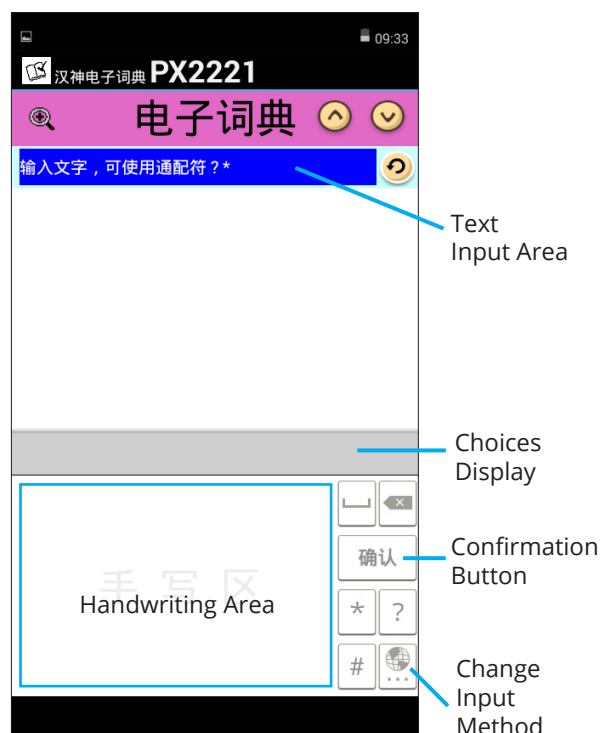 09:33
汉神电子词典 PX2221
电子词典
输入文字，可使用通配符？*
Text
Input Area
Choices
Display
确认
Confirmation
Button
手写区
Handwriting Area
* ?
#
Change
Input
Method